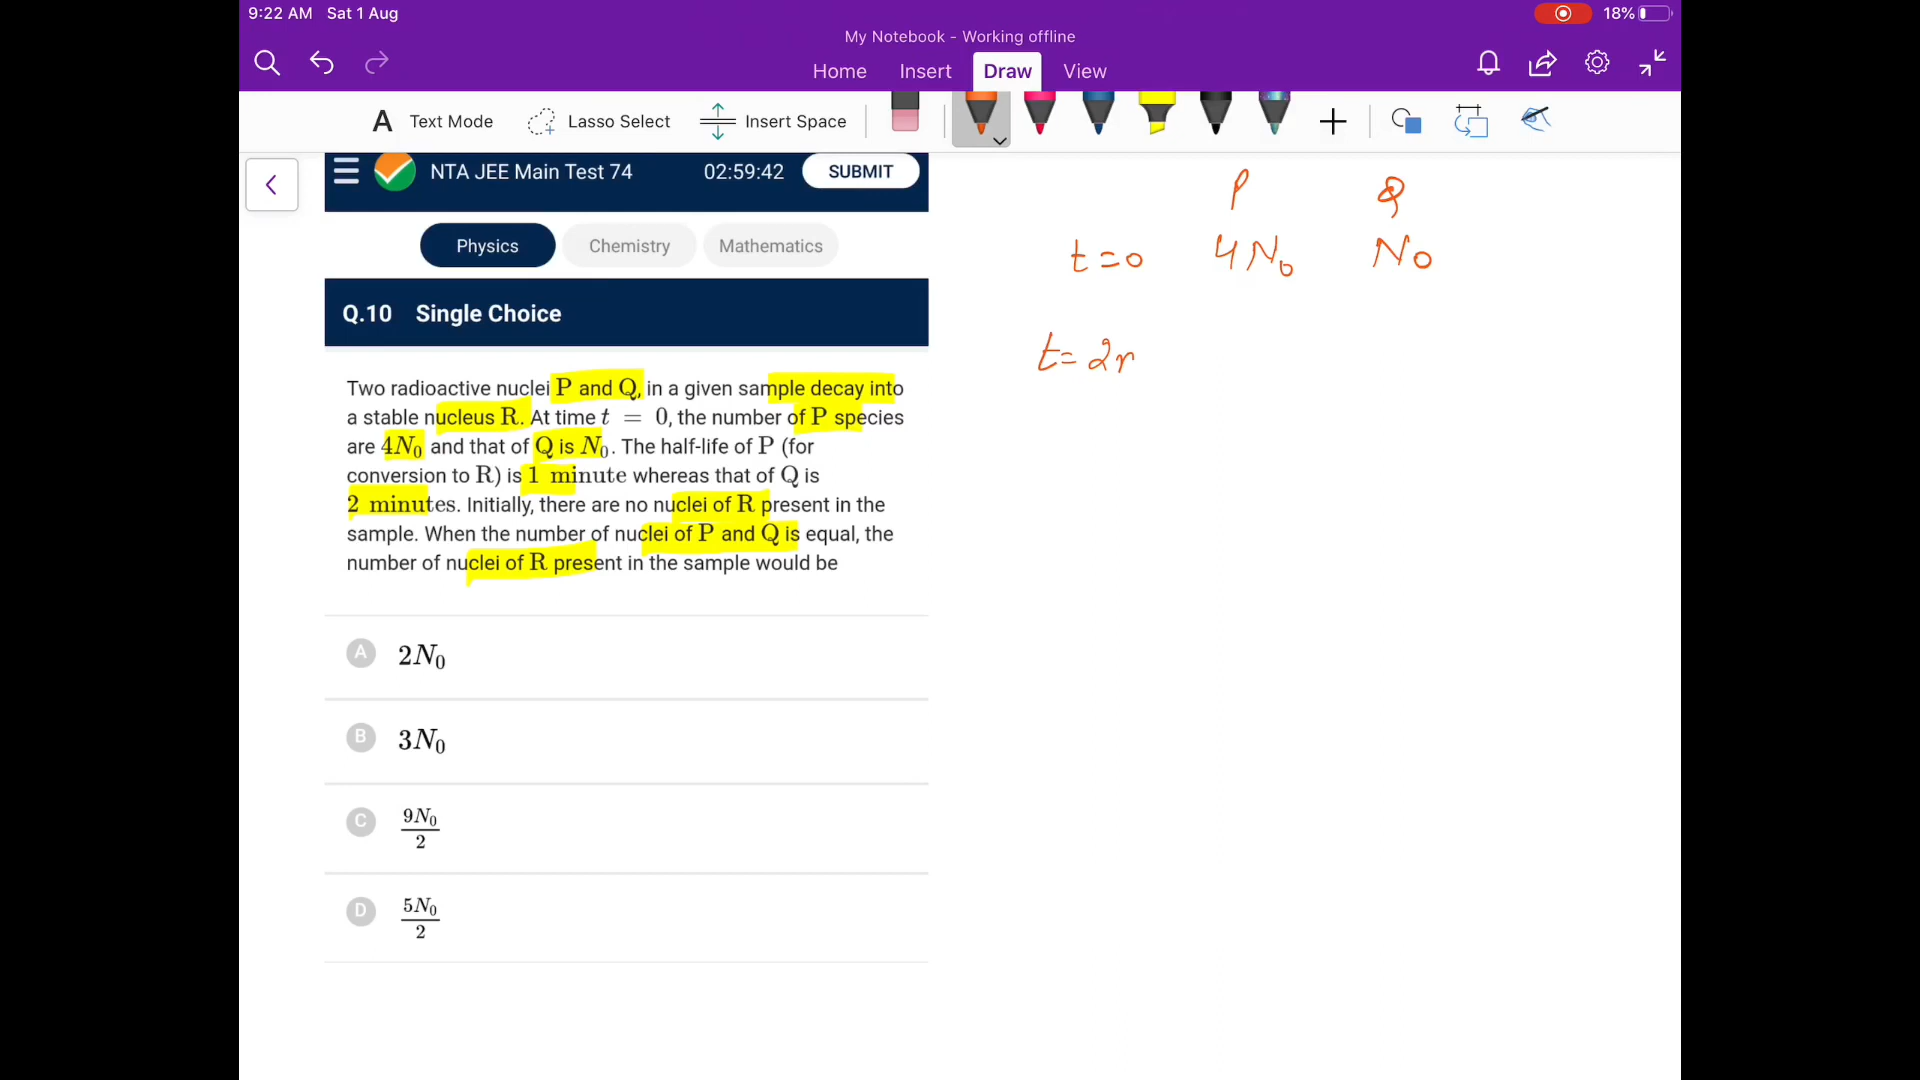 9:22 AM Sat 1 Aug
18%
My Notebook - Working offline
Home Insert Draw View
A Text Mode Lasso Select Insert Space
NTA JEE Main Test 74 02:59:42 SUBMIT
Physics Chemistry Mathematics
Q.10 Single Choice
Two radioactive nuclei P and Q, in a given sample decay into
a stable nucleus R. At time t = 0, the number of P species
are 4N₀ and that of Q is N₀. The half-life of P (for
conversion to R) is 1 minute whereas that of Q is
2 minutes. Initially, there are no nuclei of R present in the
sample. When the number of nuclei of P and Q is equal, the
number of nuclei of R present in the sample would be
A 2N₀
B 3N₀
C 9N₀/2
D 5N₀/2
P Q
t=0 4N₀ N₀
t= 2r